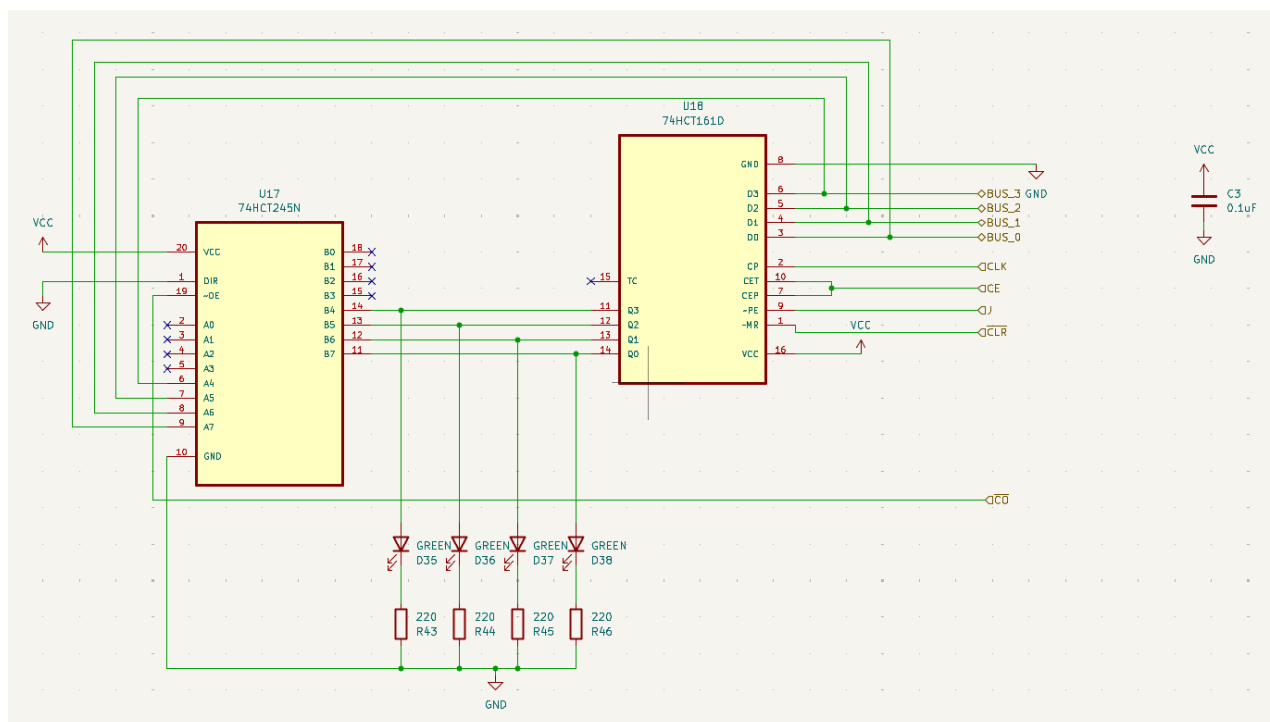 U18
74HCT161D
VCC
C3
0.1uF
GND
GND 8
D3 6 BUS_3 GND
D2 5 BUS_2
D1 4 BUS_1
D0 3 BUS_0
CP 2 CLK
15 TC CET 10 CE
CEP 7
11 Q3 ~PE 9 J
12 Q2 ~MR 1 CLR
13 Q1 VCC
14 Q0 VCC 16
U17
74HCT245N
VCC
20 VCC B0 18
B1 17
1 DIR B2 16
19 ~OE B3 15
GND
B4 14
2 A0 B5 13
3 A1 B6 12
4 A2 B7 11
5 A3
6 A4
7 A5
8 A6
9 A7
10 GND
CO
GREEN GREEN GREEN GREEN
D35 D36 D37 D38
220 220 220 220
R43 R44 R45 R46
GND